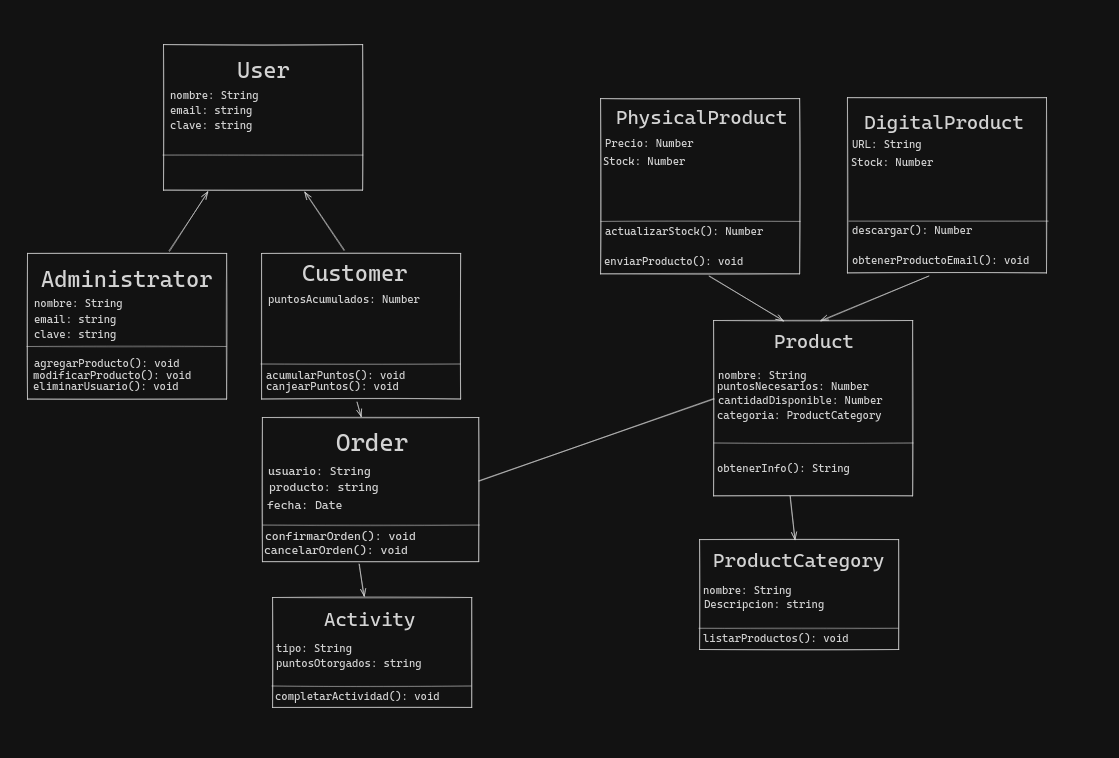 User
nombre: String
email: string
clave: string
PhysicalProduct
Precio: Number
Stock: Number
actualizarStock(): Number
enviarProducto(): void
DigitalProduct
URL: String
Stock: Number
descargar(): Number
obtenerProductoEmail(): void
Administrator
nombre: String
email: string
clave: string
agregarProducto(): void
modificarProducto(): void
eliminarUsuario(): void
Customer
puntosAcumulados: Number
acumularPuntos(): void
canjearPuntos(): void
Product
nombre: String
puntosNecesarios: Number
cantidadDisponible: Number
categoria: ProductCategory
obtenerInfo(): String
Order
usuario: String
producto: string
fecha: Date
confirmarOrden(): void
cancelarOrden(): void
ProductCategory
nombre: String
Descripcion: string
listarProductos(): void
Activity
tipo: String
puntosOtorgados: string
completarActividad(): void